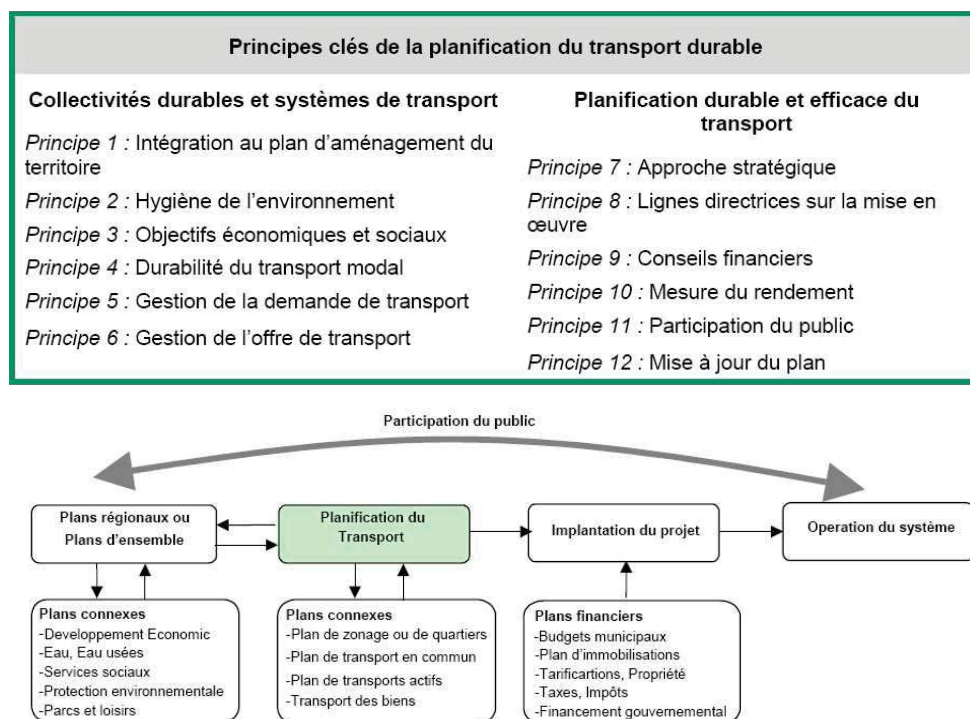 Principes clés de la planification du transport durable
Collectivités durables et systèmes de transport
Principe 1 : Intégration au plan d'aménagement du
territoire
Principe 2 : Hygiène de l'environnement
Principe 3 : Objectifs économiques et sociaux
Principe 4 : Durabilité du transport modal
Principe 5 : Gestion de la demande de transport
Principe 6 : Gestion de l'offre de transport
Planification durable et efficace du
transport
Principe 7 : Approche stratégique
Principe 8 : Lignes directrices sur la mise en
œuvre
Principe 9 : Conseils financiers
Principe 10 : Mesure du rendement
Principe 11 : Participation du public
Principe 12 : Mise à jour du plan
Participation du public
Plans régionaux ou
Plans d'ensemble
Planification du
Transport
Implantation du projet
Operation du système
Plans connexes
-Developpement Economic
-Eau, Eau usées
-Services sociaux
-Protection environnementale
-Parcs et loisirs
Plans connexes
-Plan de zonage ou de quartiers
-Plan de transport en commun
-Plan de transports actifs
-Transport des biens
Plans financiers
-Budgets municipaux
-Plan d'immobilisations
-Tarificartions, Propriété
-Taxes, Impôts
-Financement gouvernemental